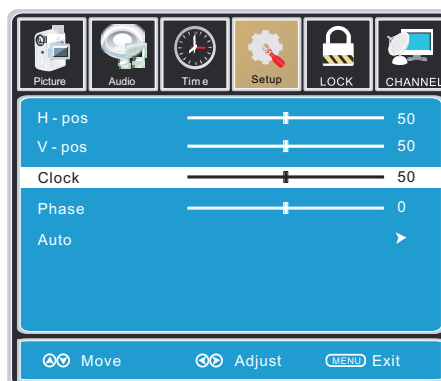 Picture Audio Time Setup LOCK CHANNEL
H - pos 50
V - pos 50
Clock 50
Phase 0
Auto
Move Adjust MENU Exit